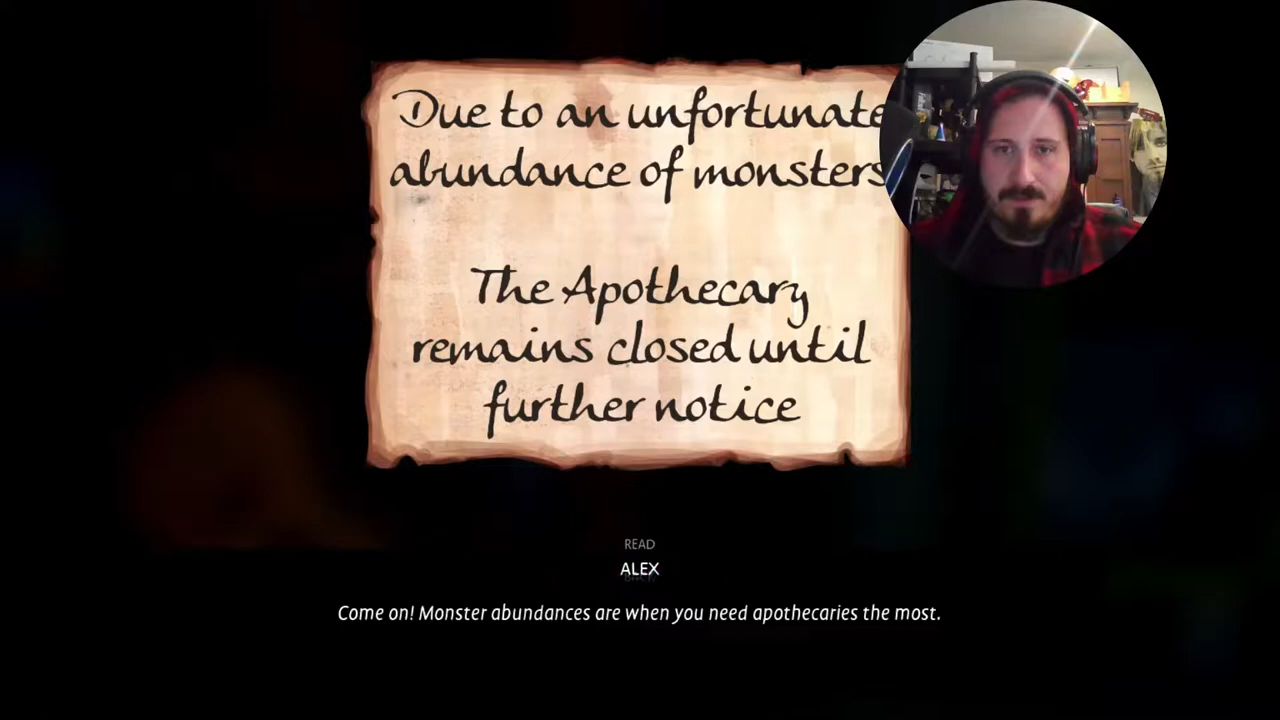 Due to an unfortunate
abundance of monsters
The Apothecary
remains closed until
further notice
READ
ALEX
Come on! Monster abundances are when you need apothecaries the most.